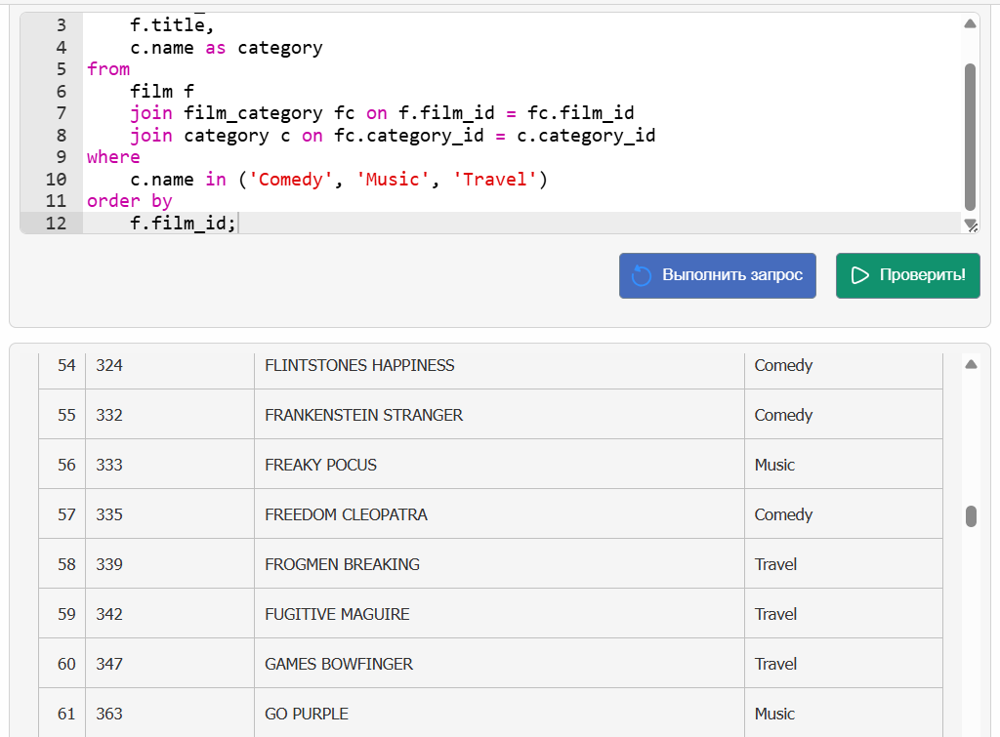 3 f.title,
4 c.name as category
5 from
6 film f
7 join film_category fc on f.film_id = fc.film_id
8 join category c on fc.category_id = c.category_id
9 where
10 c.name in ('Comedy', 'Music', 'Travel')
11 order by
12 f.film_id;
Выполнить запрос Проверить!
54 324 FLINTSTONES HAPPINESS Comedy
55 332 FRANKENSTEIN STRANGER Comedy
56 333 FREAKY POCUS Music
57 335 FREEDOM CLEOPATRA Comedy
58 339 FROGMEN BREAKING Travel
59 342 FUGITIVE MAGUIRE Travel
60 347 GAMES BOWFINGER Travel
61 363 GO PURPLE Music